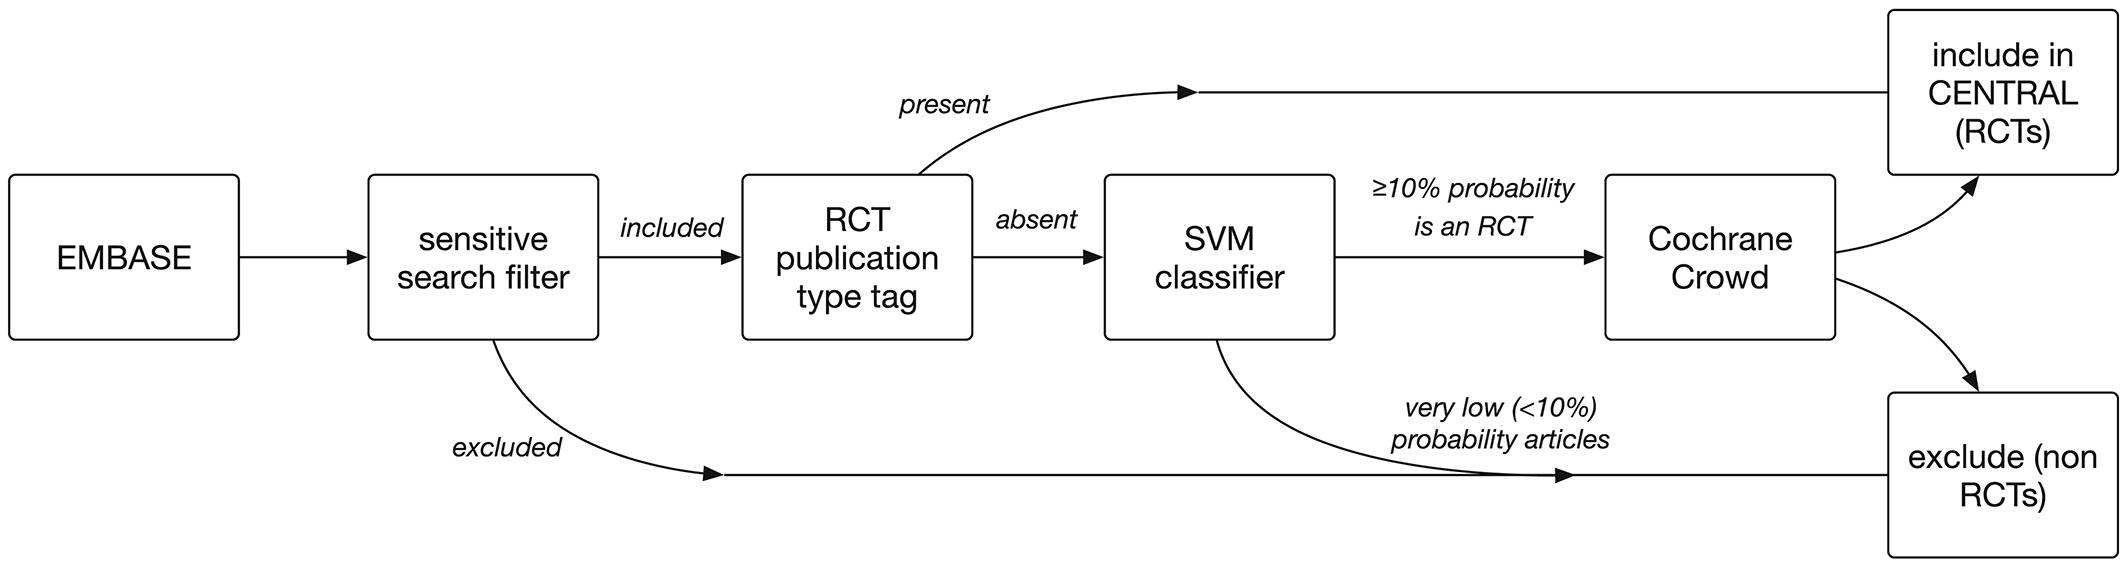 EMBASE
sensitive
search filter
included
excluded
RCT
publication
type tag
present
absent
SVM
classifier
≥10% probability
is an RCT
very low (<10%)
probability articles
Cochrane
Crowd
include in
CENTRAL
(RCTs)
exclude (non
RCTs)